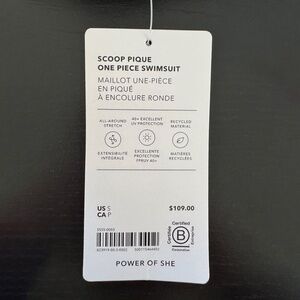 SCOOP PIQUE
ONE PIECE SWIMSUIT
MAILLOT UNE-PIÈCE
EN PIQUÉ
À ENCOLURE RONDE
ALL-AROUND
STRETCH
40+ EXCELLENT
UV PROTECTION
RECYCLED
MATERIAL
EXTENSIBILITÉ
INTÉGRALE
EXCELLENTE
PROTECTION
FPRUV 40+
MATIÈRES
RECYCLÉES
US S
CA P
$109.00
Certified
B
Corporation
POWER OF SHE